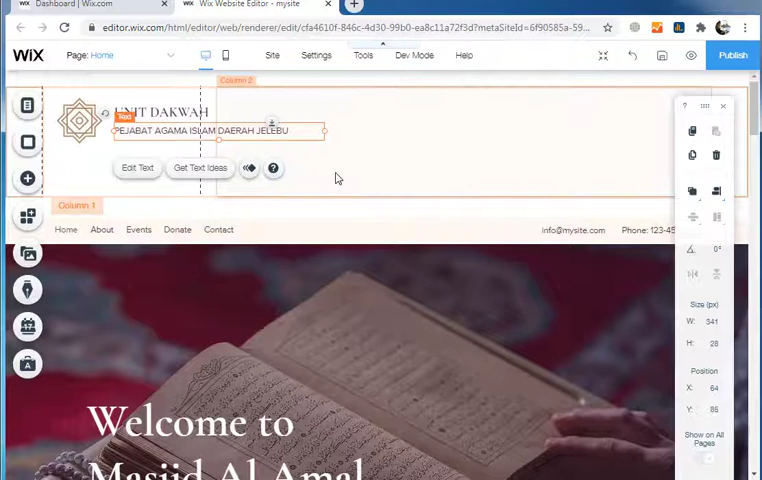 Dashboard | Wix.com
Wix Website Editor - mysite
editor.wix.com/html/editor/web/renderer/edit/cfa4610f-846c-4d30-99b0-ea8c11a72f3d?metaSiteId=6f90585a-9...
WiX
Page: Home
Site
Settings
Tools
Dev Mode
Help
Publish
Column 2
UNIT DAKWAH
Text
PEJABAT AGAMA ISLAM DAERAH JELEBU
Edit Text
Get Text Ideas
?
Column 1
Home
About
Events
Donate
Contact
info@mysite.com
Phone: 123-45
?
0°
Size (px)
W: 341
H: 28
Position
X: 64
Y: 85
Show on All
Pages
Welcome to
Masjid Al Amal